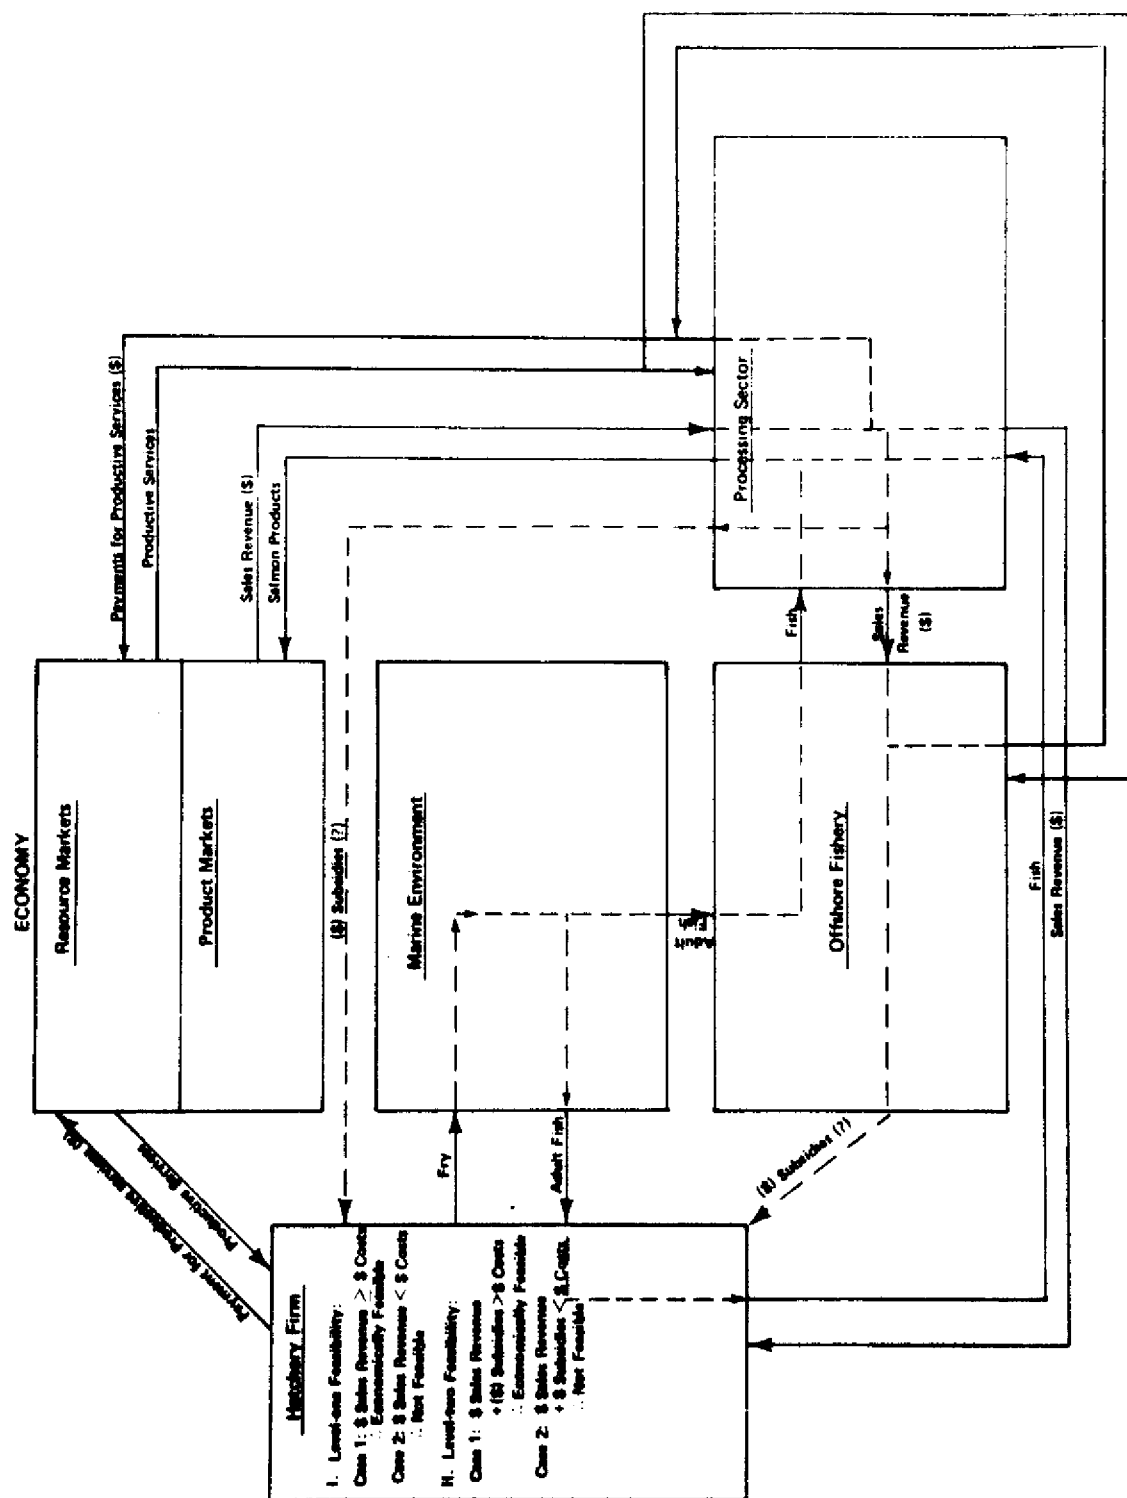 ECONOMY
Resource Markets
Product Markets
Payments for Productive Services ($)
Productive Services
Sales Revenue ($)
Salmon Products
Payment for Productive Services ($)
Productive Services
($) Subsidies (?)
Hatchery Firm
I. Level-one Feasibility:
Case 1: $ Sales Revenue ≥ $ Costs
∴ Economically Feasible
Case 2: $ Sales Revenue < $ Costs
∴ Not Feasible
II. Level-two Feasibility:
Case 1: $ Sales Revenue
+ ($) Subsidies > $ Costs
∴ Economically Feasible
Case 2: $ Sales Revenue
+ $ Subsidies < $ Costs
∴ Not Feasible
Fry
Adult Fish
Marine Environment
Adult
Fish
Offshore Fishery
($) Subsidies (?)
Fish
Sales
Revenue
($)
Processing Sector
Fish
Sales Revenue ($)